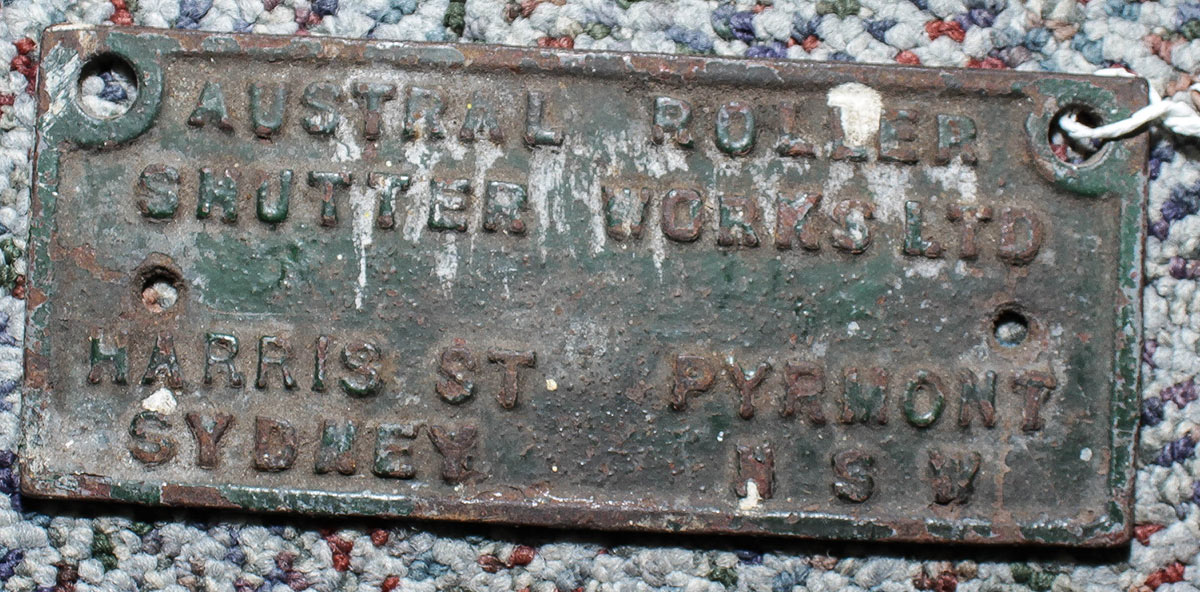 AUSTRAL ROLLER
SHUTTER WORKS LTD
HARRIS ST PYRMONT
SYDNEY N S W